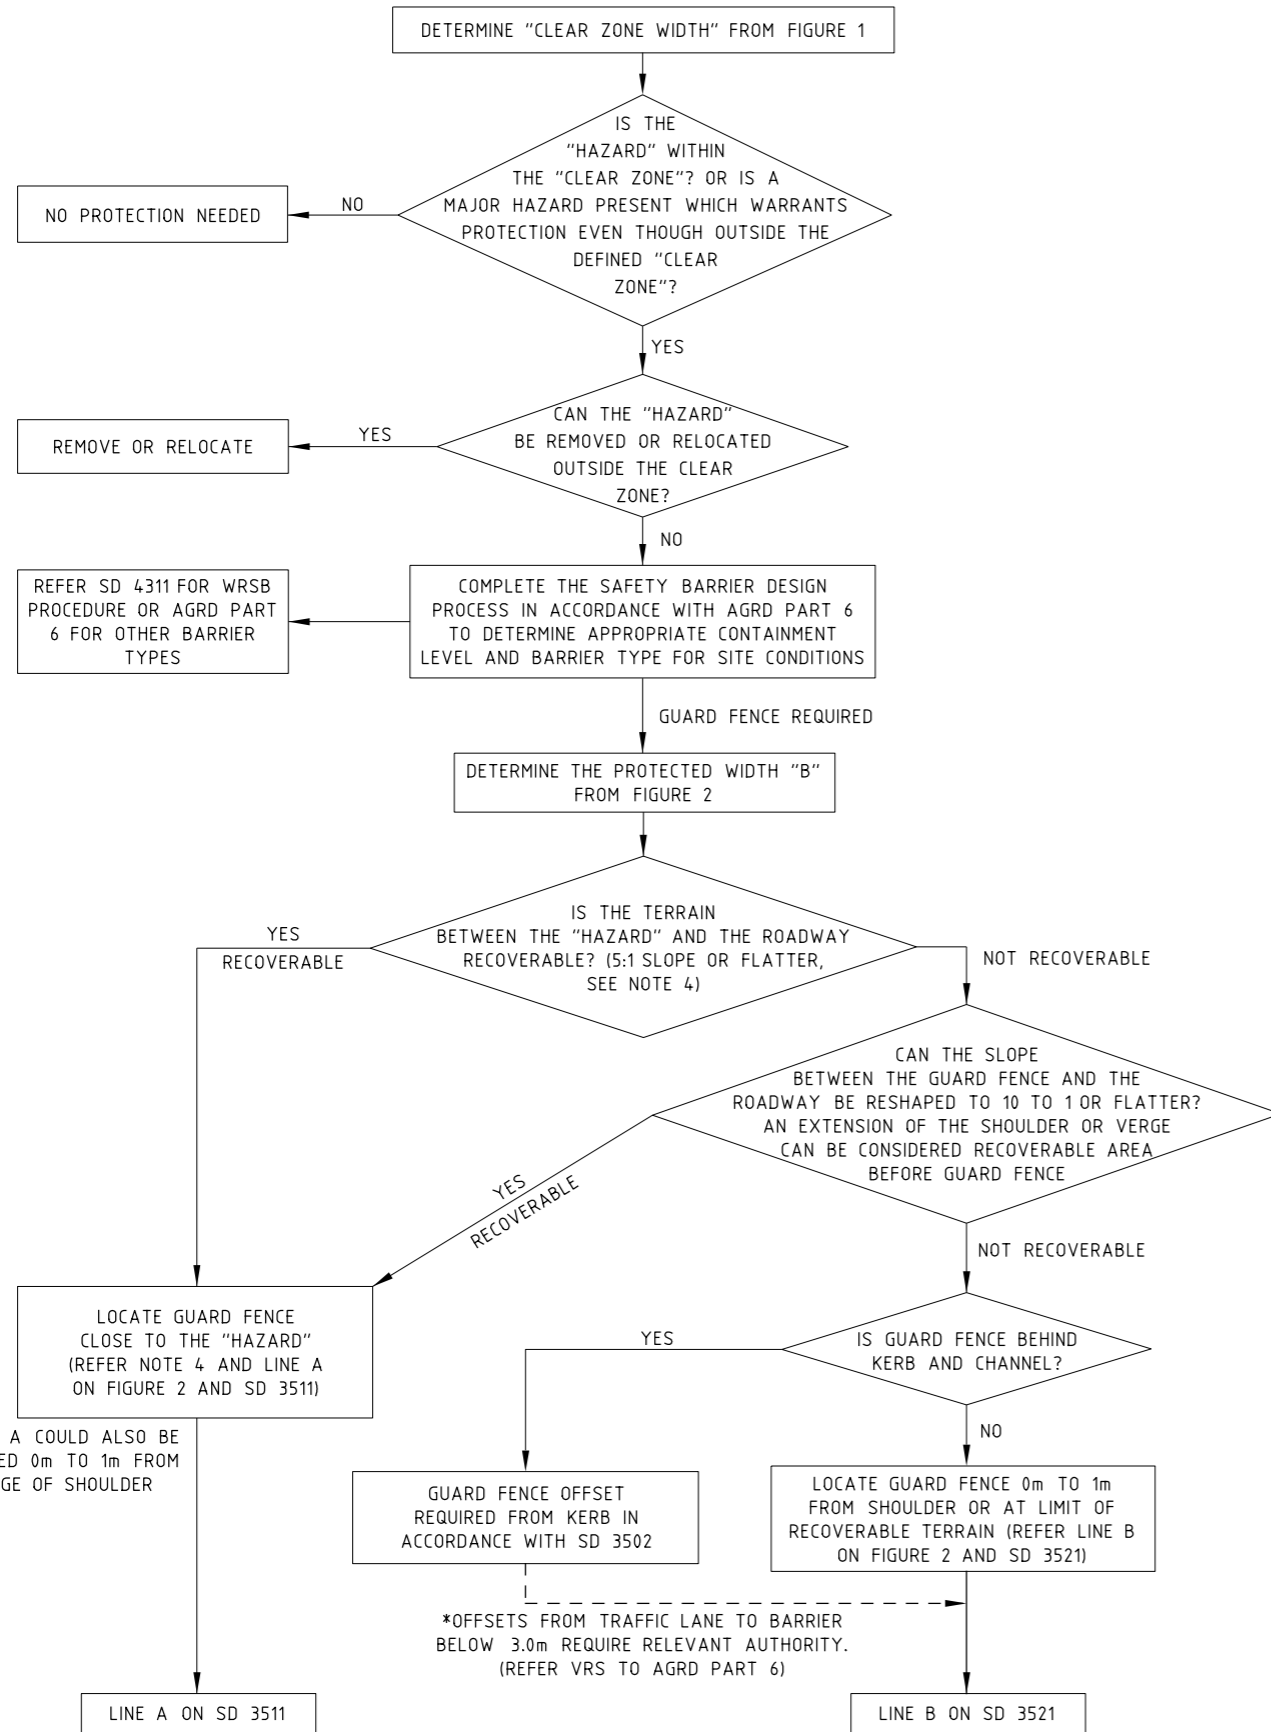 DETERMINE "CLEAR ZONE WIDTH" FROM FIGURE 1
IS THE
"HAZARD" WITHIN
THE "CLEAR ZONE"? OR IS A
MAJOR HAZARD PRESENT WHICH WARRANTS
PROTECTION EVEN THOUGH OUTSIDE THE
DEFINED "CLEAR
ZONE"?
NO
NO PROTECTION NEEDED
YES
CAN THE "HAZARD"
BE REMOVED OR RELOCATED
OUTSIDE THE CLEAR
ZONE?
YES
REMOVE OR RELOCATE
NO
COMPLETE THE SAFETY BARRIER DESIGN
PROCESS IN ACCORDANCE WITH AGRD PART 6
TO DETERMINE APPROPRIATE CONTAINMENT
LEVEL AND BARRIER TYPE FOR SITE CONDITIONS
REFER SD 4311 FOR WRSB
PROCEDURE OR AGRD PART
6 FOR OTHER BARRIER
TYPES
GUARD FENCE REQUIRED
DETERMINE THE PROTECTED WIDTH "B"
FROM FIGURE 2
IS THE TERRAIN
BETWEEN THE "HAZARD" AND THE ROADWAY
RECOVERABLE? (5:1 SLOPE OR FLATTER,
SEE NOTE 4)
YES
RECOVERABLE
NOT RECOVERABLE
CAN THE SLOPE
BETWEEN THE GUARD FENCE AND THE
ROADWAY BE RESHAPED TO 10 TO 1 OR FLATTER?
AN EXTENSION OF THE SHOULDER OR VERGE
CAN BE CONSIDERED RECOVERABLE AREA
BEFORE GUARD FENCE
YES
RECOVERABLE
NOT RECOVERABLE
LOCATE GUARD FENCE
CLOSE TO THE "HAZARD"
(REFER NOTE 4 AND LINE A
ON FIGURE 2 AND SD 3511)
A COULD ALSO BE
ED 0m TO 1m FROM
GE OF SHOULDER
IS GUARD FENCE BEHIND
KERB AND CHANNEL?
YES
NO
GUARD FENCE OFFSET
REQUIRED FROM KERB IN
ACCORDANCE WITH SD 3502
LOCATE GUARD FENCE 0m TO 1m
FROM SHOULDER OR AT LIMIT OF
RECOVERABLE TERRAIN (REFER LINE B
ON FIGURE 2 AND SD 3521)
*OFFSETS FROM TRAFFIC LANE TO BARRIER
BELOW 3.0m REQUIRE RELEVANT AUTHORITY.
(REFER VRS TO AGRD PART 6)
LINE A ON SD 3511
LINE B ON SD 3521